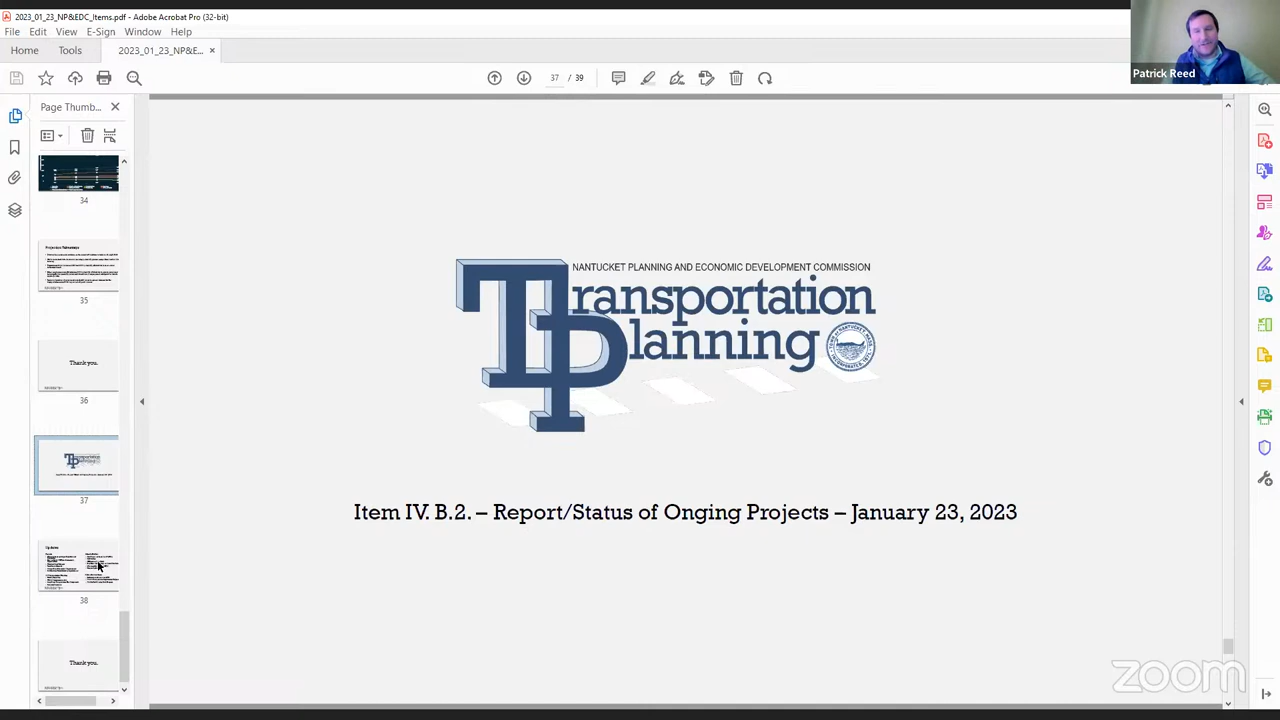 2023_01_23_NP&EDC_Items.pdf - Adobe Acrobat Pro (32-bit)
File Edit View E-Sign Window Help
Home Tools 2023_01_23_NP&E...
37 / 39
Patrick Reed
Page Thumb...
34
35
Thank you.
36
37
Updates
38
Thank you.
NANTUCKET PLANNING AND ECONOMIC DEVELOPMENT COMMISSION
Transportation
Planning
Item IV. B.2. – Report/Status of Onging Projects – January 23, 2023
zoom